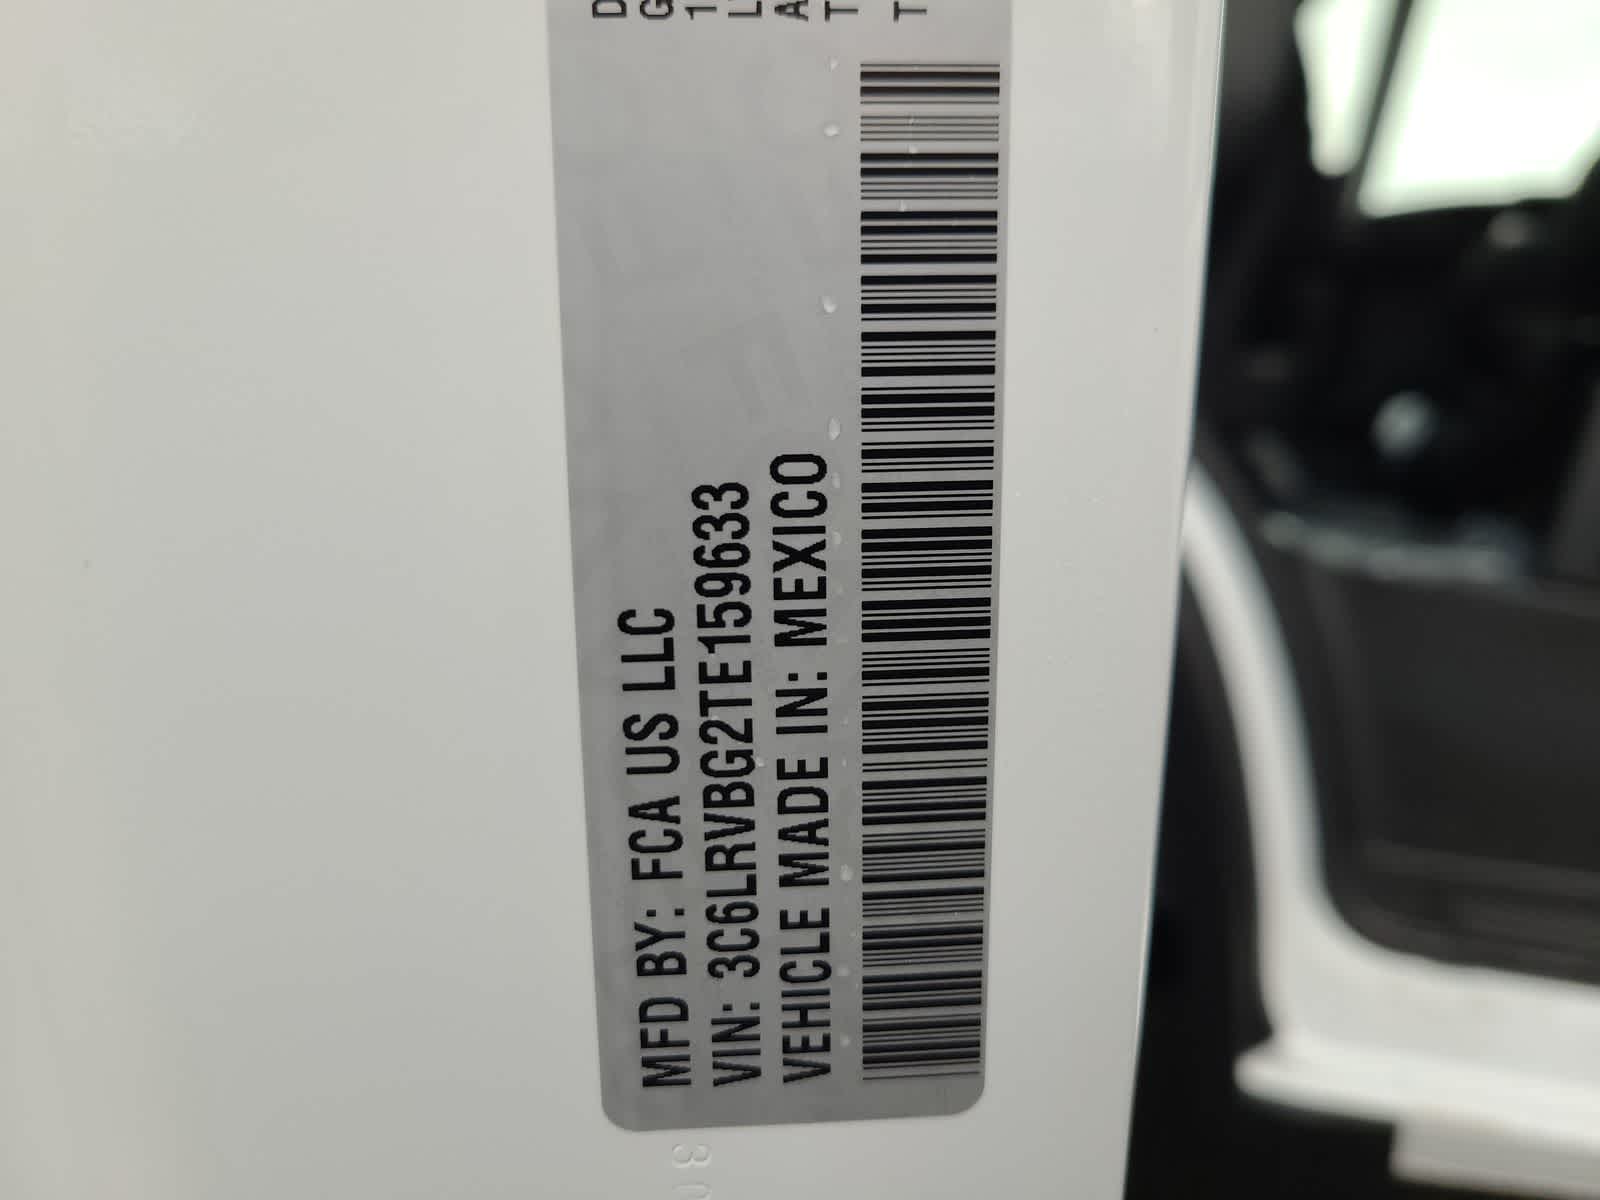 MFD BY: FCA US LLC
VIN: 3C6LRVBG2TE159633
VEHICLE MADE IN: MEXICO